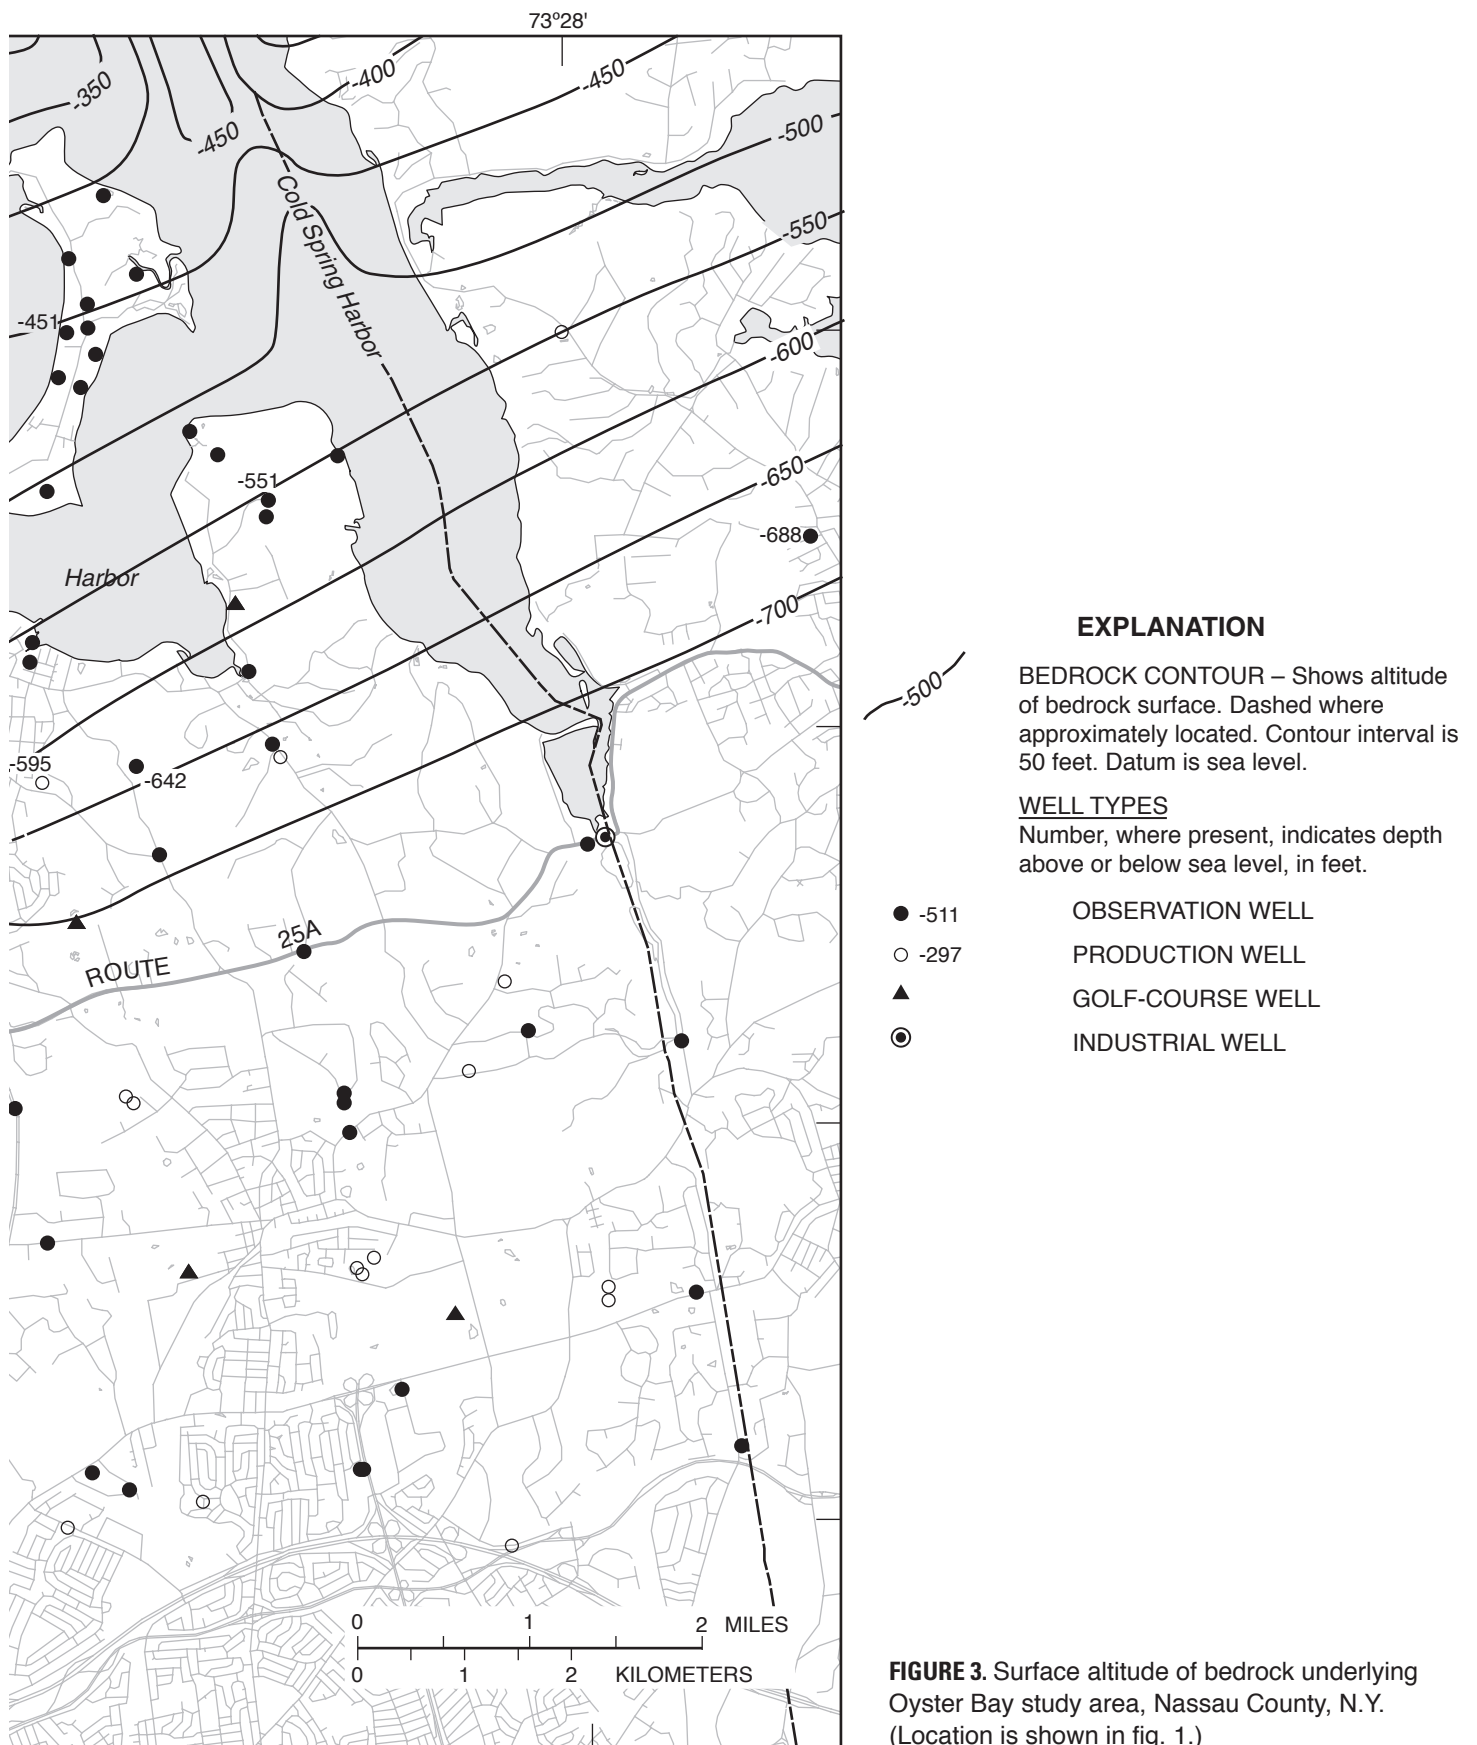 73º28'
-350
-400
-450
-450
-500
Cold Spring Harbor
-550
-451
-600
-650
-551
-688
Harbor
-700
-595
-642
25A
ROUTE
0 1 2 MILES
0 1 2 KILOMETERS
EXPLANATION
-500
BEDROCK CONTOUR – Shows altitude
of bedrock surface. Dashed where
approximately located. Contour interval is
50 feet. Datum is sea level.
WELL TYPES
Number, where present, indicates depth
above or below sea level, in feet.
-511 OBSERVATION WELL
-297 PRODUCTION WELL
GOLF-COURSE WELL
INDUSTRIAL WELL
FIGURE 3. Surface altitude of bedrock underlying
Oyster Bay study area, Nassau County, N.Y.
(Location is shown in fig. 1.)